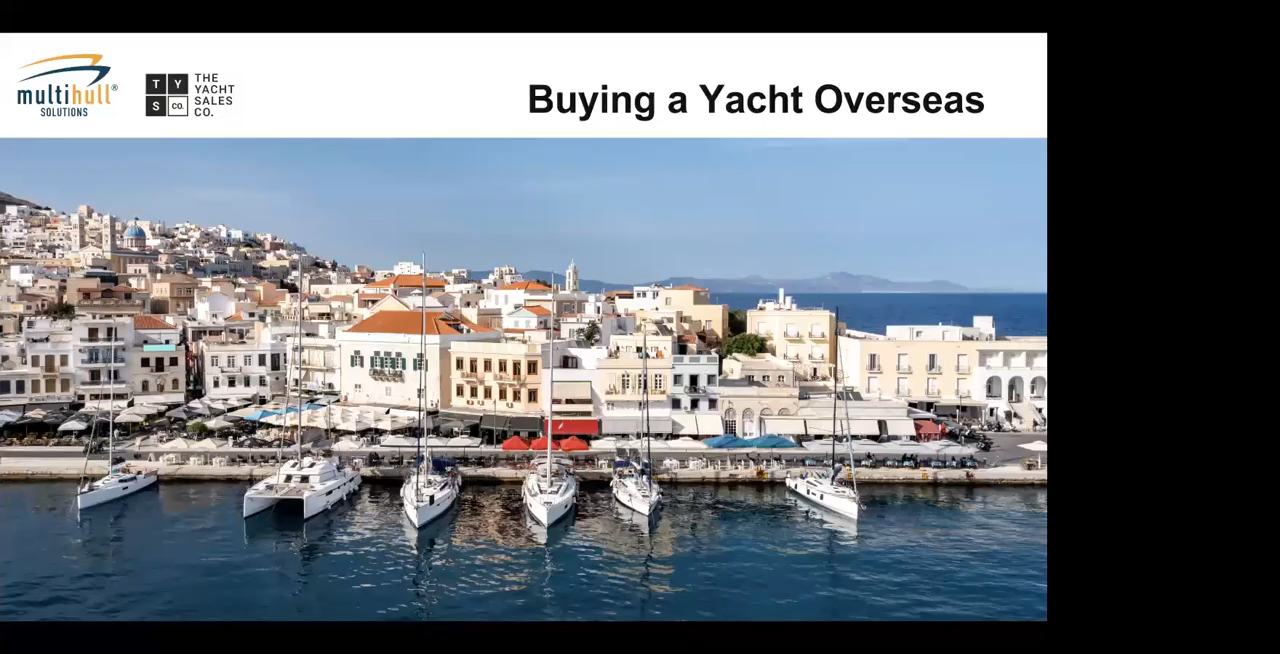 multihull®
SOLUTIONS
T Y
S CO.
THE
YACHT
SALES
CO.
Buying a Yacht Overseas